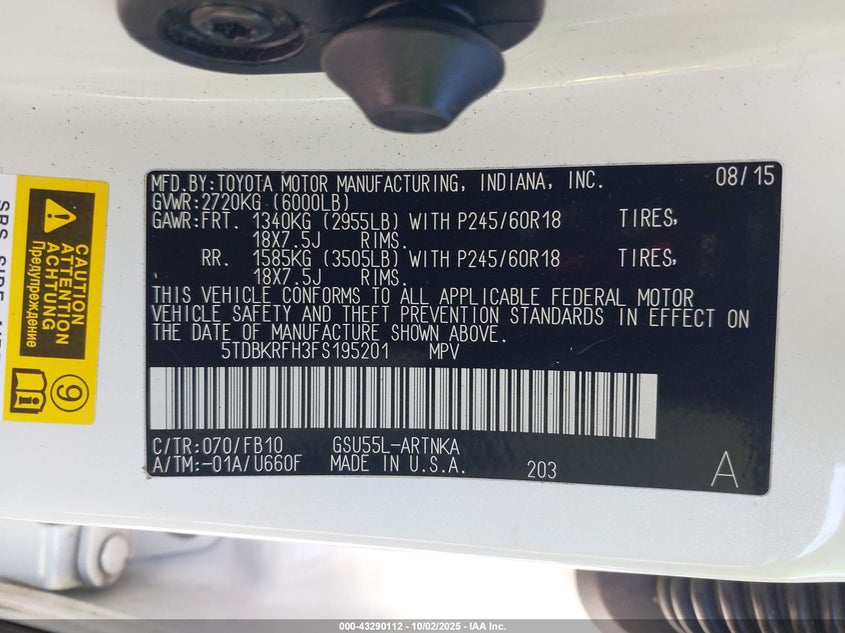 MFD.BY:TOYOTA MOTOR MANUFACTURING, INDIANA, INC. 08/15
GVWR:2720KG (6000LB)
GAWR:FRT. 1340KG (2955LB) WITH P245/60R18 TIRES,
18X7.5J RIMS.
RR. 1585KG (3505LB) WITH P245/60R18 TIRES,
18X7.5J RIMS.
THIS VEHICLE CONFORMS TO ALL APPLICABLE FEDERAL MOTOR
VEHICLE SAFETY AND THEFT PREVENTION STANDARDS IN EFFECT ON
THE DATE OF MANUFACTURE SHOWN ABOVE.
5TDBKRFH3FS195201 MPV
C/TR:070/FB10 GSU55L-ARTNKA
A/TM:-01A/U660F MADE IN U.S.A. 203 A
CAUTION
ATTENTION
ACHTUNG
Предупреждение
9
SRS SIDE
000-43290112 - 10/02/2025 - IAA Inc.